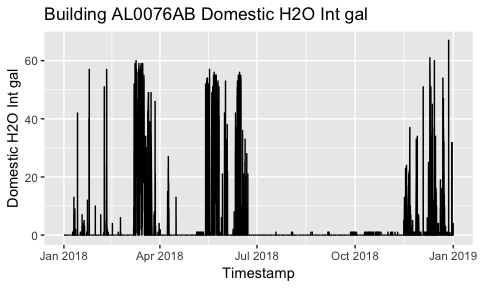 Building AL0076AB Domestic H2O Int gal
Domestic H2O Int gal
60
40
20
0
Jan 2018
Apr 2018
Jul 2018
Oct 2018
Jan 2019
Timestamp